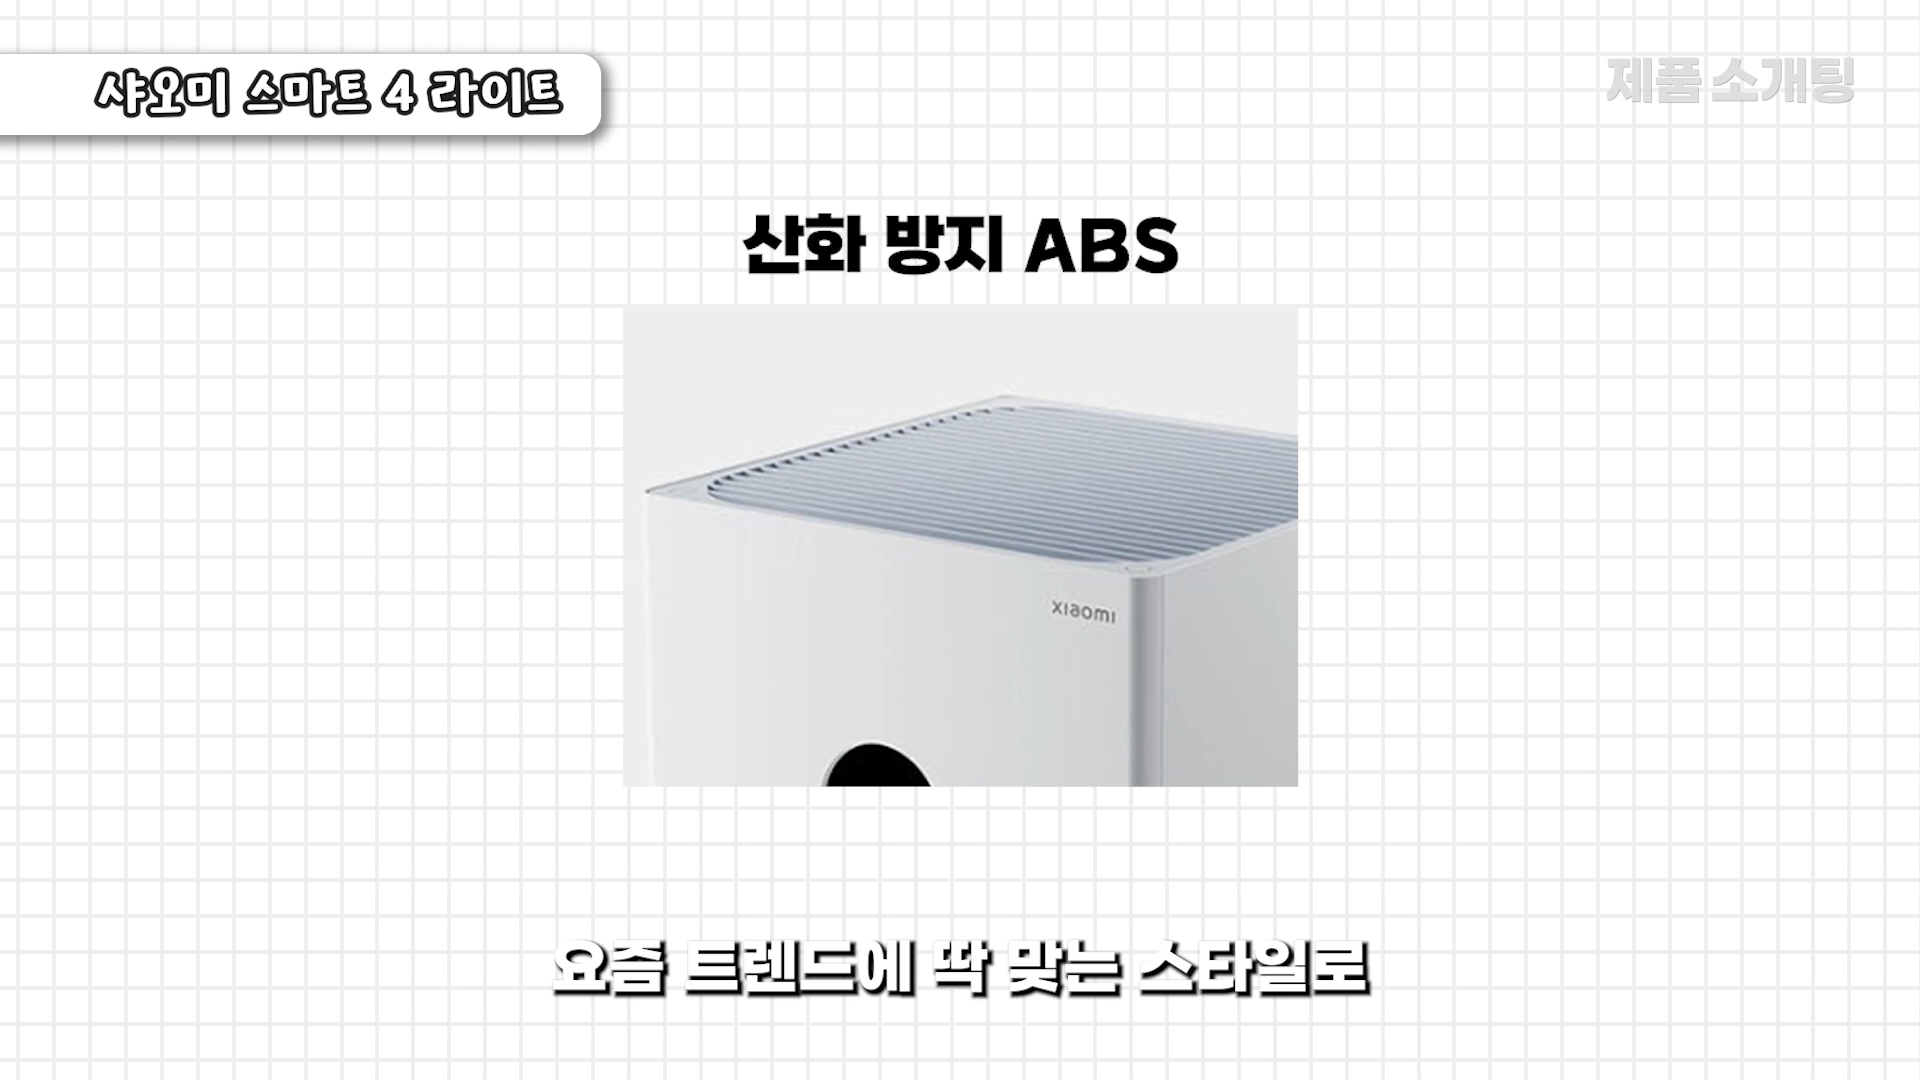 샤오미 스마트 4 라이트
제품 소개팅
산화 방지 ABS
xiaomi
요즘 트렌드에 딱 맞는 스타일로